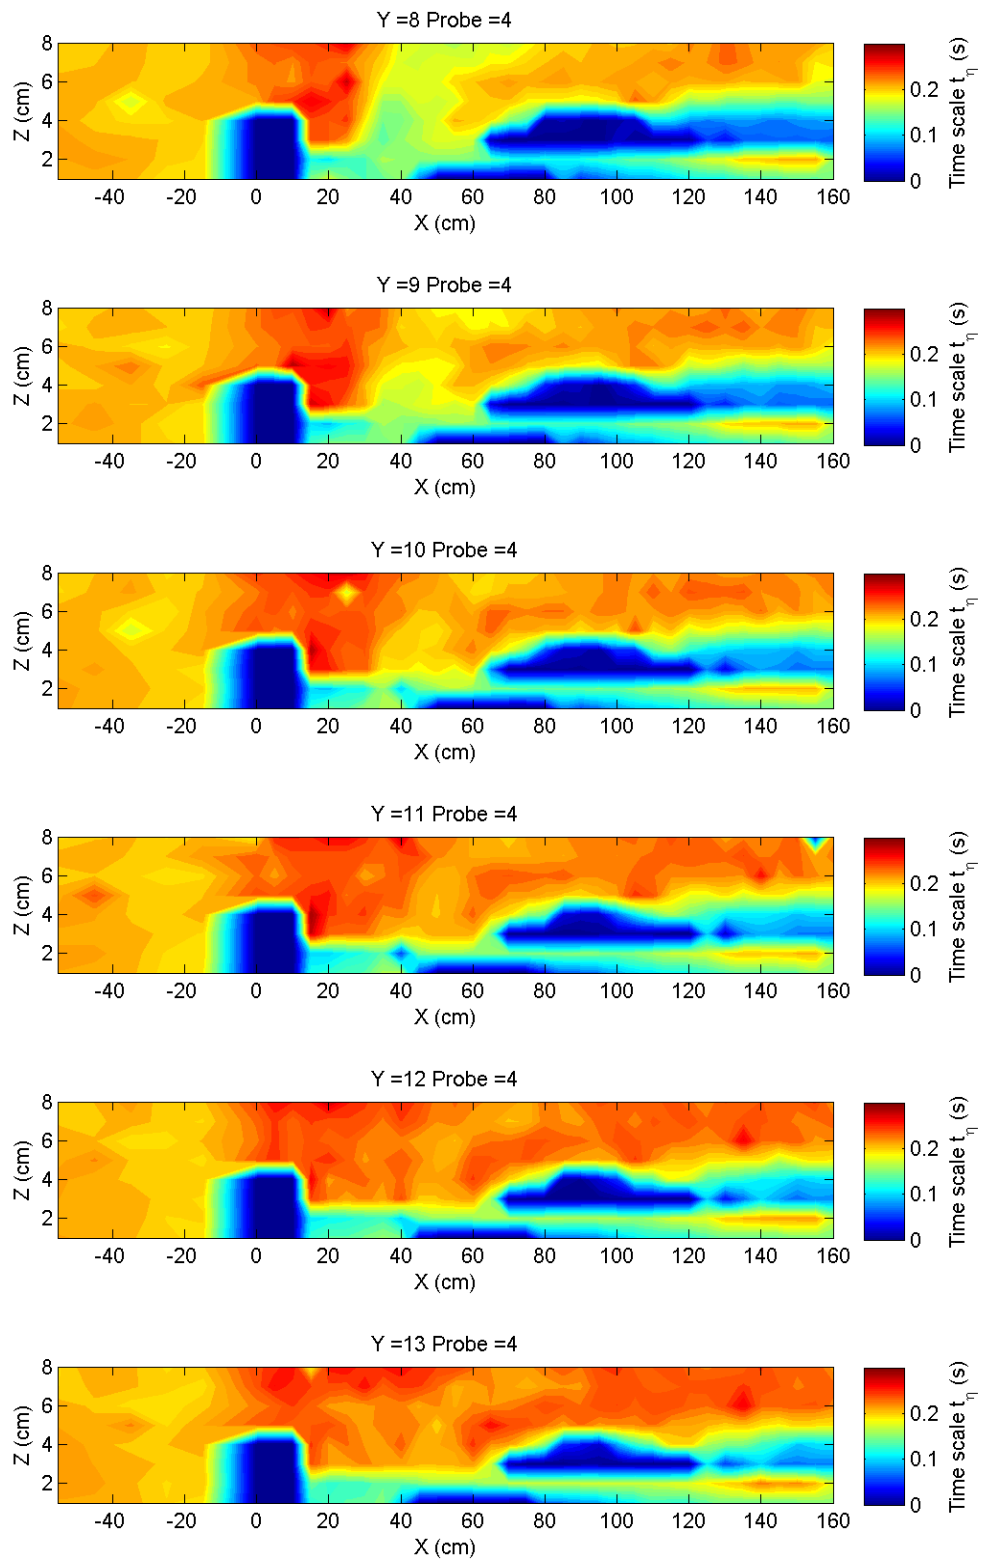 Y =8 Probe =4
8
6
4
2
Z (cm)
-40 -20 0 20 40 60 80 100 120 140 160
X (cm)
0.2
0.1
0
Time scale t_η (s)
Y =9 Probe =4
8
6
4
2
Z (cm)
-40 -20 0 20 40 60 80 100 120 140 160
X (cm)
0.2
0.1
0
Time scale t_η (s)
Y =10 Probe =4
8
6
4
2
Z (cm)
-40 -20 0 20 40 60 80 100 120 140 160
X (cm)
0.2
0.1
0
Time scale t_η (s)
Y =11 Probe =4
8
6
4
2
Z (cm)
-40 -20 0 20 40 60 80 100 120 140 160
X (cm)
0.2
0.1
0
Time scale t_η (s)
Y =12 Probe =4
8
6
4
2
Z (cm)
-40 -20 0 20 40 60 80 100 120 140 160
X (cm)
0.2
0.1
0
Time scale t_η (s)
Y =13 Probe =4
8
6
4
2
Z (cm)
-40 -20 0 20 40 60 80 100 120 140 160
X (cm)
0.2
0.1
0
Time scale t_η (s)